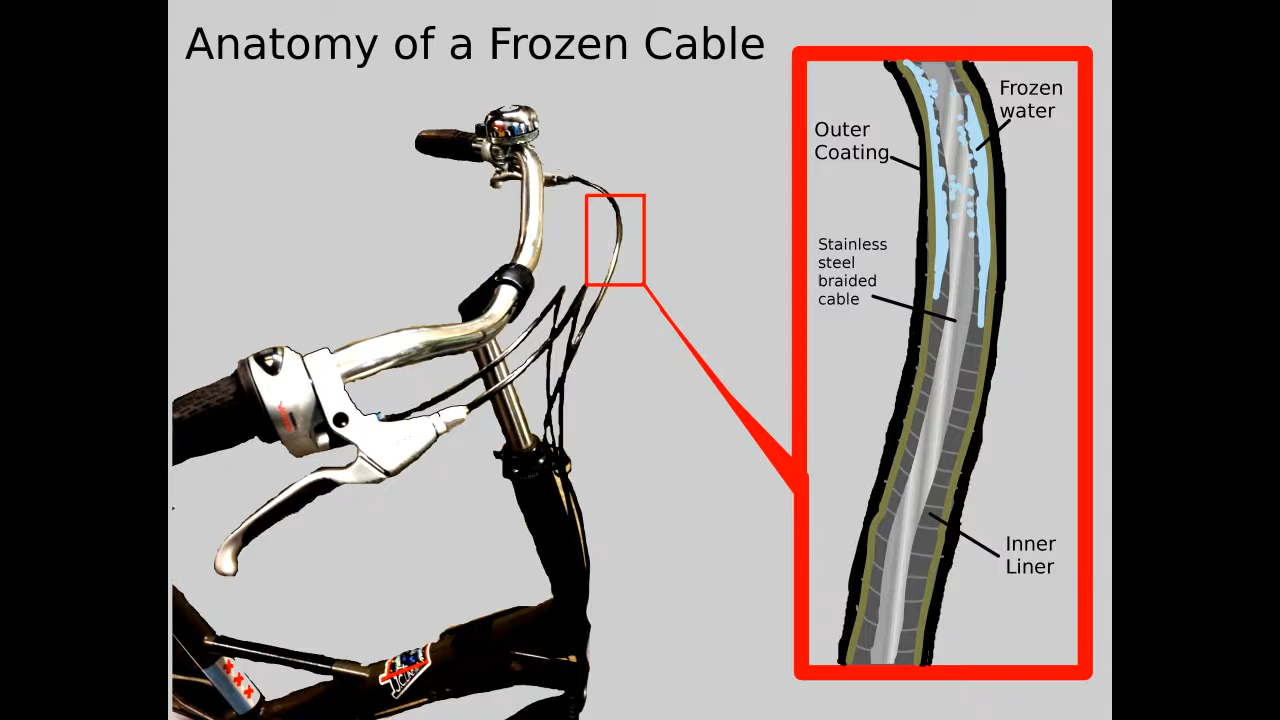 Anatomy of a Frozen Cable
Frozen
water
Outer
Coating
Stainless
steel
braided
cable
Inner
Liner